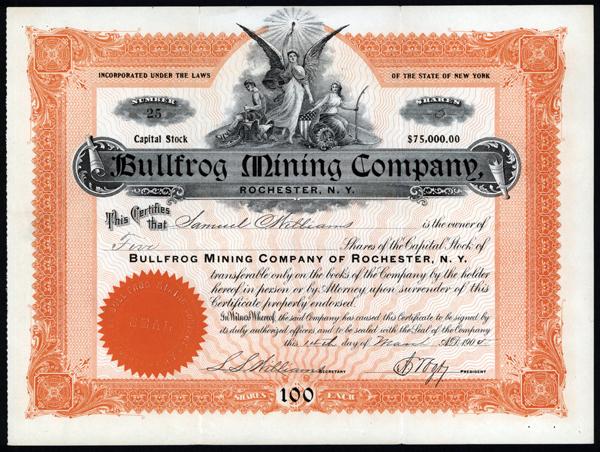 INCORPORATED UNDER THE LAWS OF THE STATE OF NEW YORK
NUMBER SHARES
25 5
Capital Stock $75,000.00
Bullfrog Mining Company,
ROCHESTER, N. Y.
This Certifies that Samuel C Williams is the owner of
Five Shares of the Capital Stock of
BULLFROG MINING COMPANY OF ROCHESTER, N. Y.
transferable only on the books of the Company by the holder
hereof in person or by Attorney upon surrender of this
Certificate properly endorsed.
In Witness Whereof, the said Company has caused this Certificate to be signed by
its duly authorized officers and to be sealed with the Seal of the Company
this day of March A.D. 190
BULLFROG MINING
SEAL
Williams SECRETARY PRESIDENT
SHARES 100 EACH